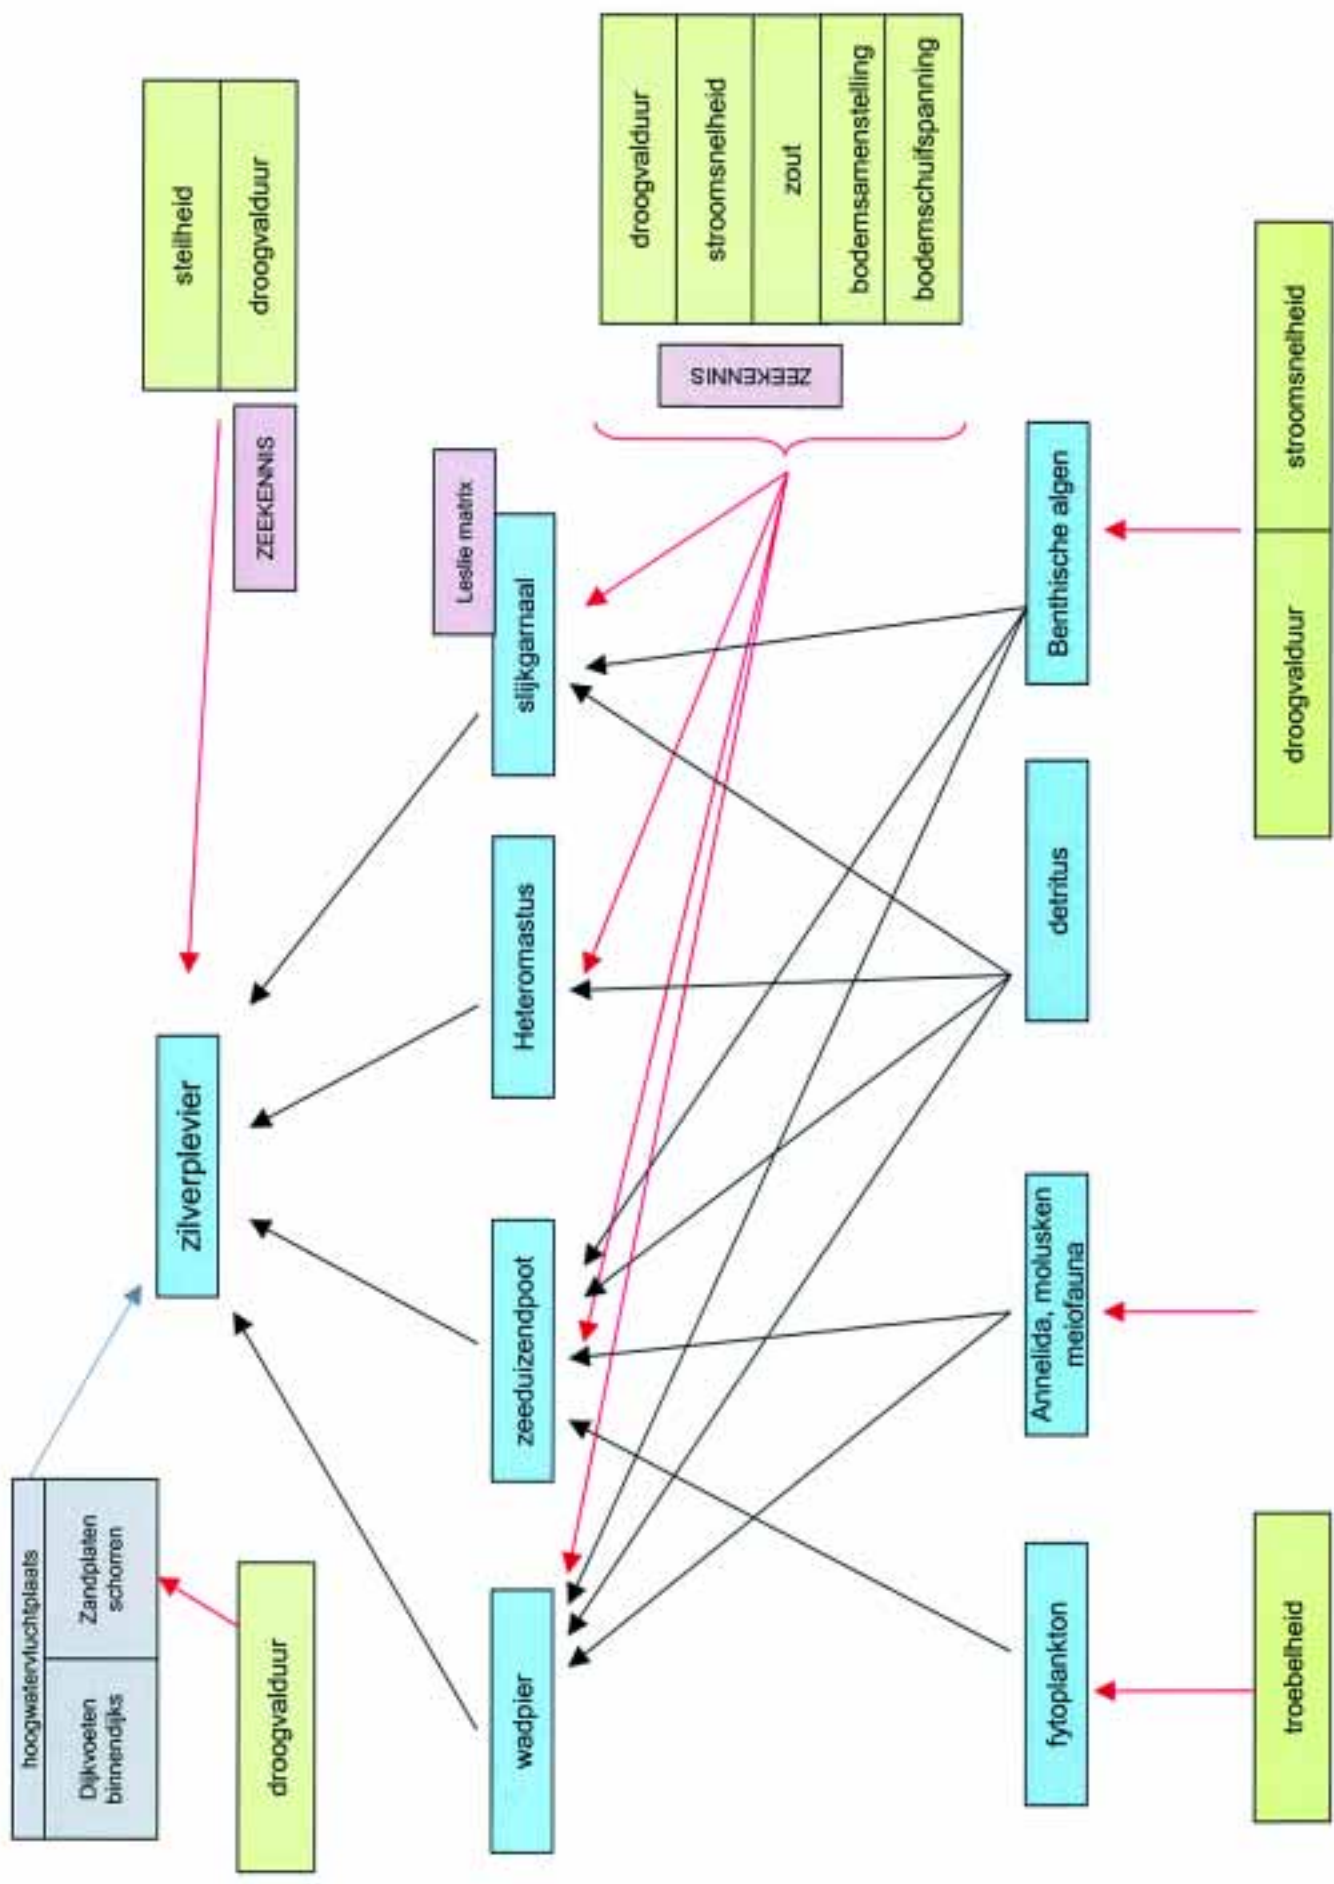 hoogwatervluchtplaats
Dijkvoeten
binnendijks
Zandplaten
schorren
droogvalduur
zilverplevier
steilheid
droogvalduur
ZEEKENNIS
wadpier
zeeduizendpoot
Heteromastus
slijkgarnaal
Leslie matrix
droogvalduur
stroomsnelheid
zout
bodemsamenstelling
bodemschuifspanning
ZEEKENNIS
fytoplankton
Annelida, molusken
meiofauna
detritus
Benthische algen
troebelheid
droogvalduur
stroomsnelheid